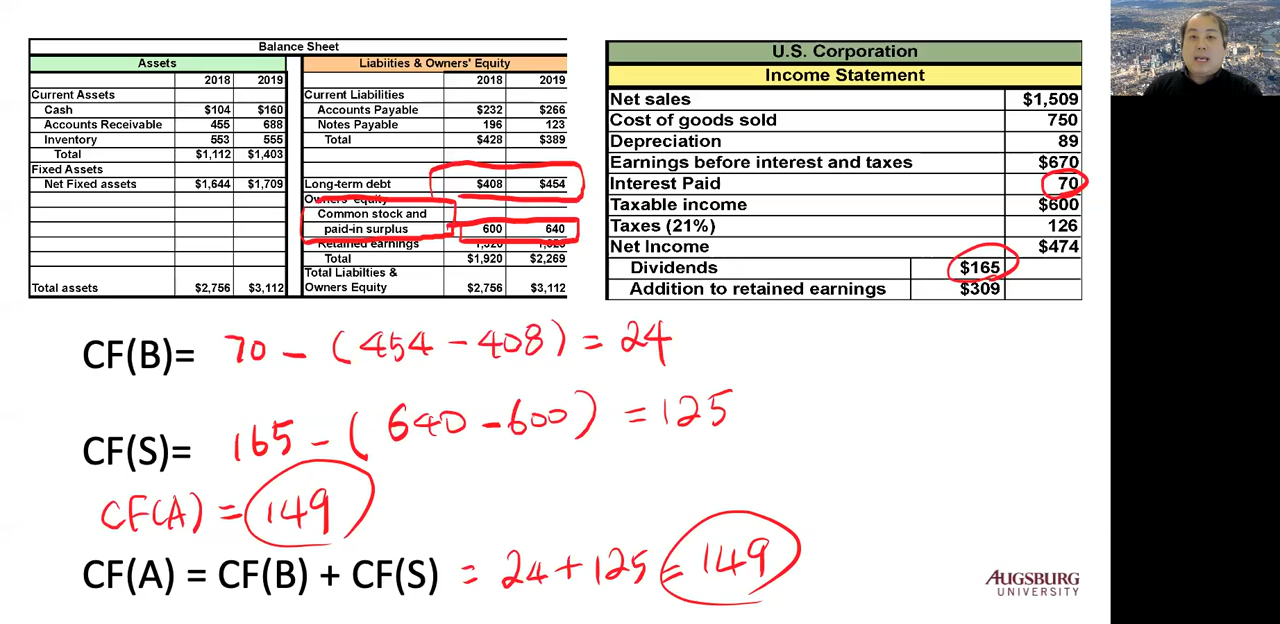 Balance Sheet
Assets Liabiities & Owners' Equity
2018 2019 2018 2019
Current Assets Current Liabilities
Cash $104 $160 Accounts Payable $232 $266
Accounts Receivable 455 688 Notes Payable 196 123
Inventory 553 555 Total $428 $389
Total $1,112 $1,403
Fixed Assets
Net Fixed assets $1,644 $1,709 Long-term debt $408 $454
Owners' equity
Common stock and
paid-in surplus 600 640
Retained earnings
Total $1,920 $2,269
Total Liabilties &
Total assets $2,756 $3,112 Owners Equity $2,756 $3,112
U.S. Corporation
Income Statement
Net sales $1,509
Cost of goods sold 750
Depreciation 89
Earnings before interest and taxes $670
Interest Paid 70
Taxable income $600
Taxes (21%) 126
Net Income $474
Dividends $165
Addition to retained earnings $309
CF(B)= 70 - (454 - 408) = 24
CF(S)= 165 - (640 - 600) = 125
CF(A) = 149
CF(A) = CF(B) + CF(S) = 24 + 125 = 149
AUGSBURG
UNIVERSITY